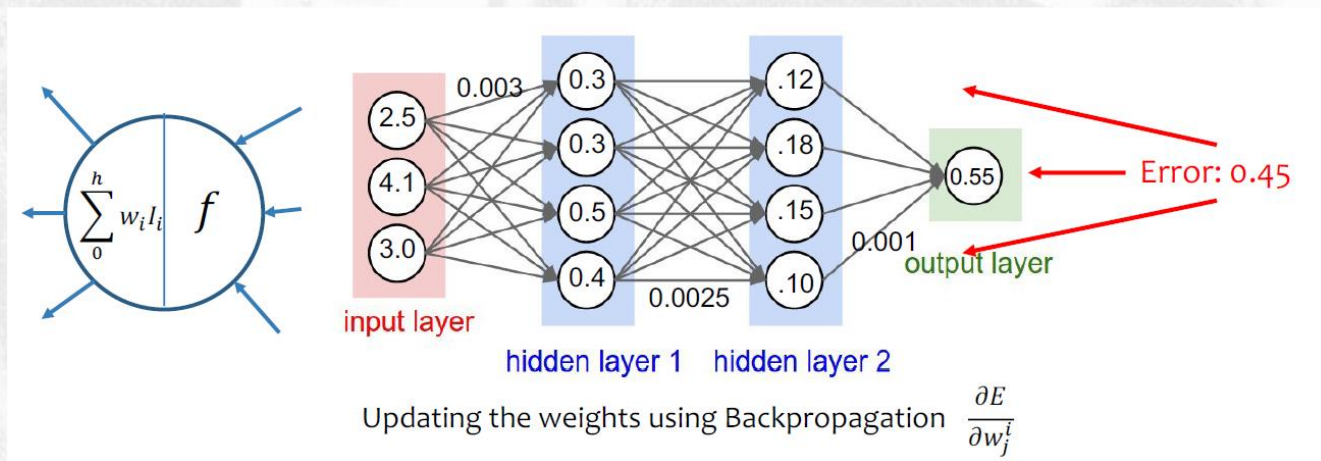 h
∑ w_i I_i
0
f
2.5
4.1
3.0
input layer
0.003
0.3
0.3
0.5
0.4
hidden layer 1
0.0025
.12
.18
.15
.10
hidden layer 2
0.001
0.55
output layer
Error: 0.45
Updating the weights using Backpropagation ∂E/∂w_j^i